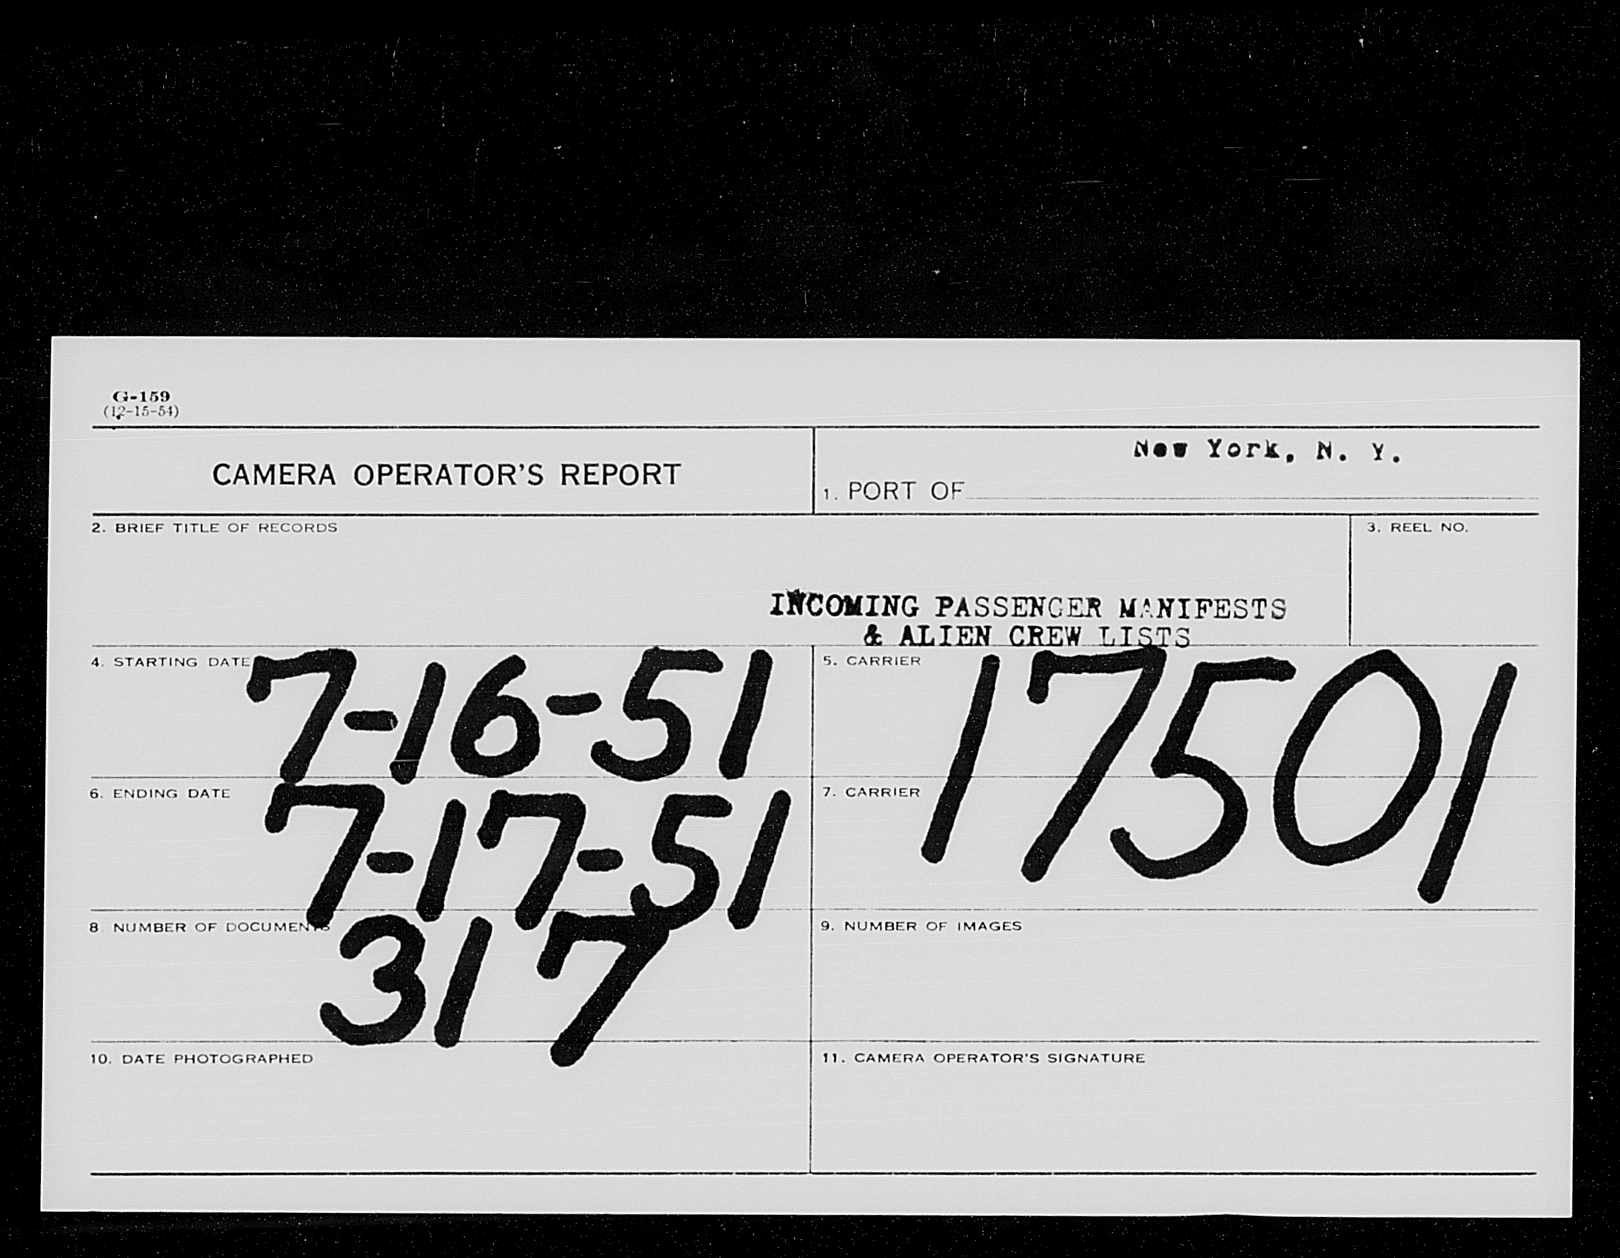 G-159
(12-15-54)
CAMERA OPERATOR'S REPORT
New York, N. Y.
1. PORT OF
2. BRIEF TITLE OF RECORDS
3. REEL NO.
INCOMING PASSENGER MANIFESTS
& ALIEN CREW LISTS
4. STARTING DATE 7-16-51
5. CARRIER
17501
6. ENDING DATE 7-17-51
7. CARRIER
8 NUMBER OF DOCUMENTS 317
9. NUMBER OF IMAGES
10. DATE PHOTOGRAPHED
11. CAMERA OPERATOR'S SIGNATURE